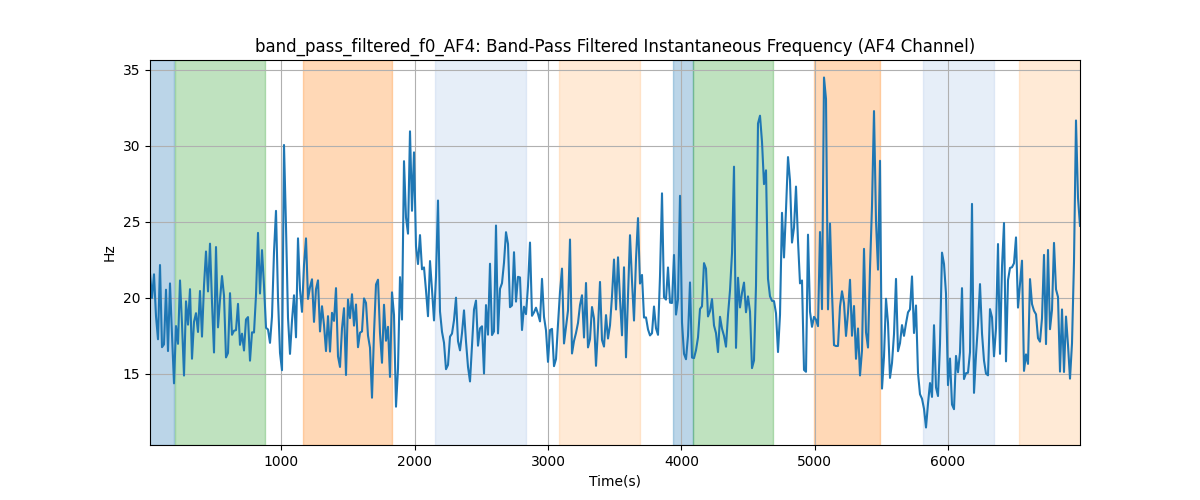 band_pass_filtered_f0_AF4: Band-Pass Filtered Instantaneous Frequency (AF4 Channel)
35
30
25
20
15
Hz
1000 2000 3000 4000 5000 6000
Time(s)